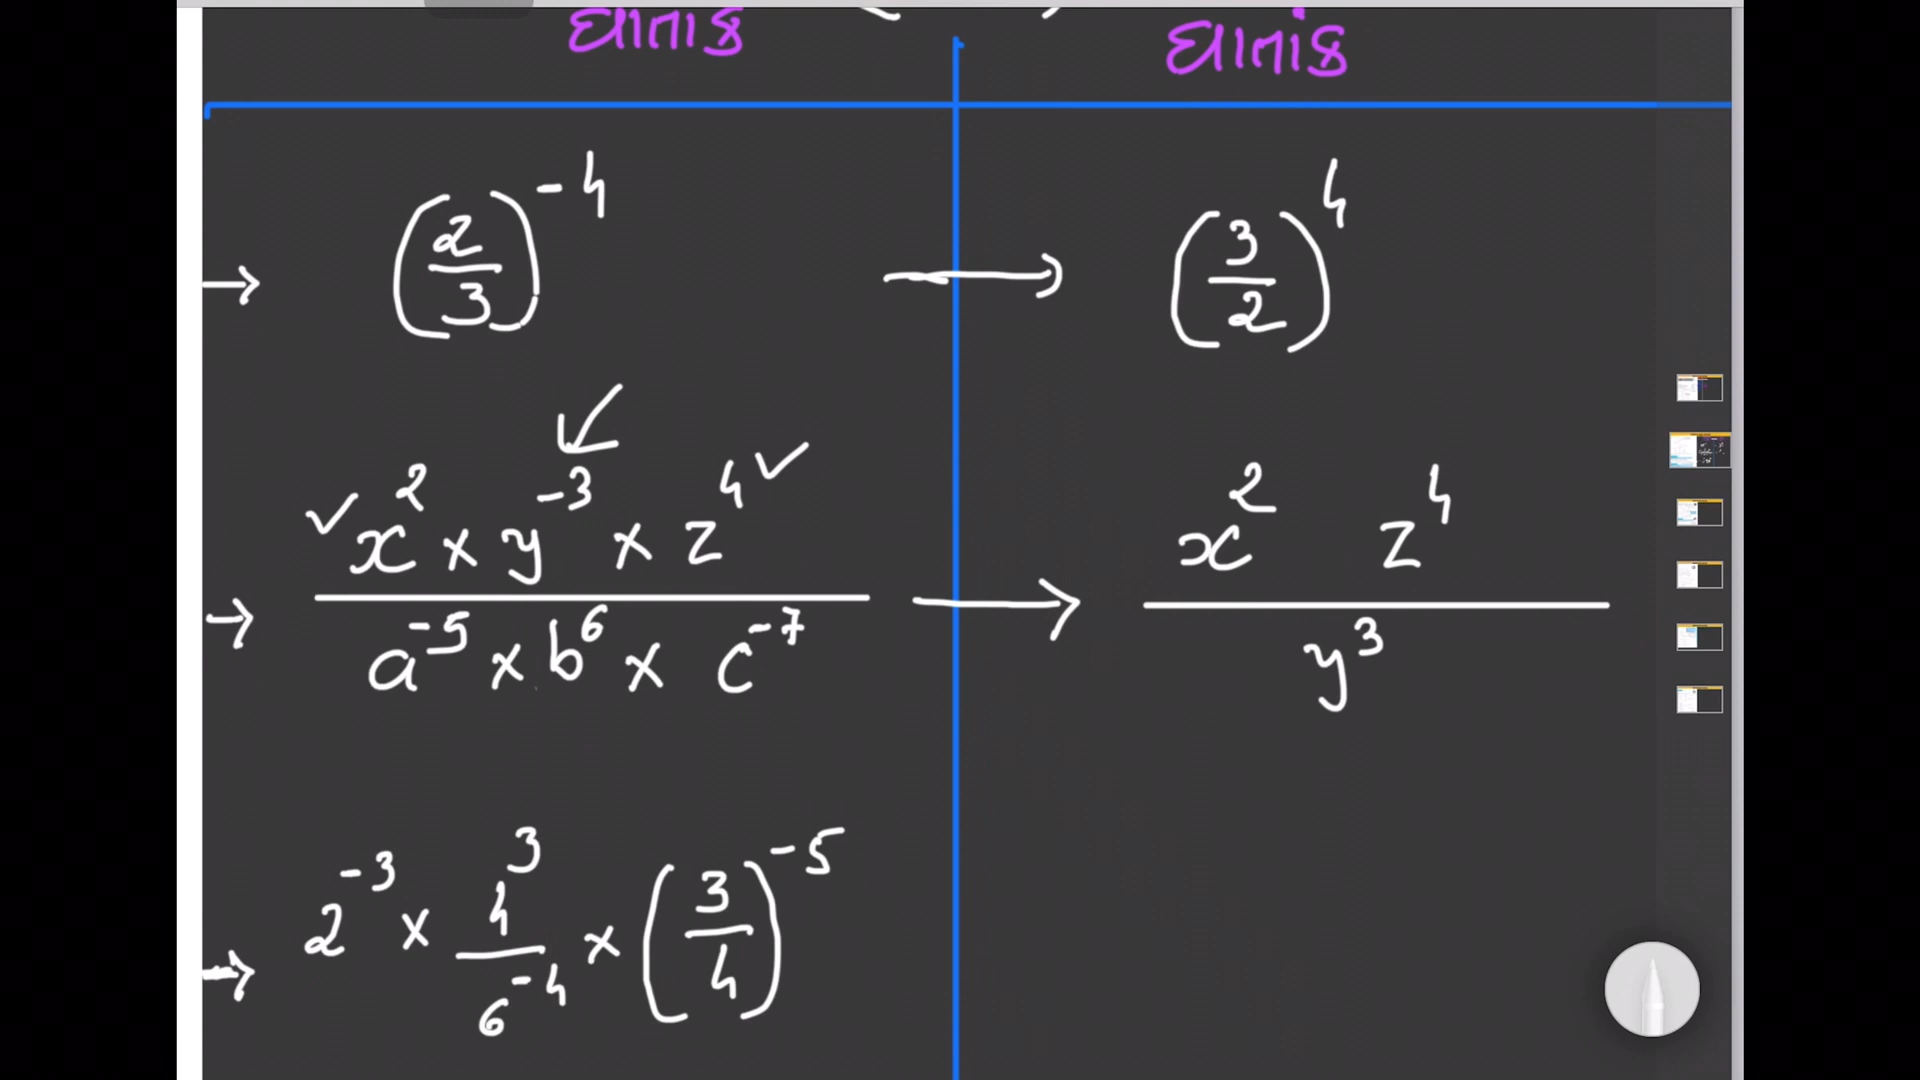 ઘાતાંક ઘાતાંક
→ (2/3)^-4 → (3/2)^4
→ ✓x^2 × y^-3 × z^4 ✓ / a^-5 × b^6 × c^-7 → x^2 z^4 / y^3
→ 2^-3 × 4^3 / 6^-4 × (3/4)^-5